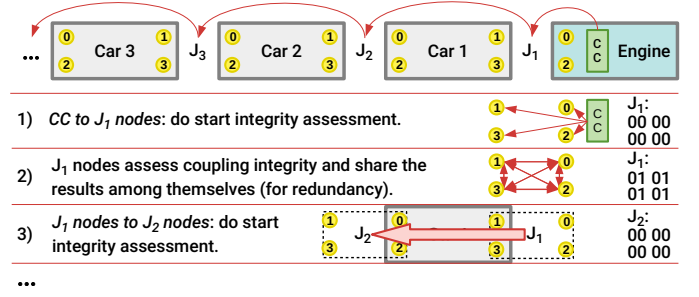 0 1 0 1 0 1 0
... Car 3 J3 Car 2 J2 Car 1 J1 CC Engine
2 3 2 3 2 3 2
1) CC to J1 nodes: do start integrity assessment.
1 0 CC
3 2
J1:
00 00
00 00
2) J1 nodes assess coupling integrity and share the
results among themselves (for redundancy).
1 0
3 2
J1:
01 01
01 01
3) J1 nodes to J2 nodes: do start
integrity assessment.
1 0 1 0
J2 J1
3 2 3 2
J2:
00 00
00 00
...